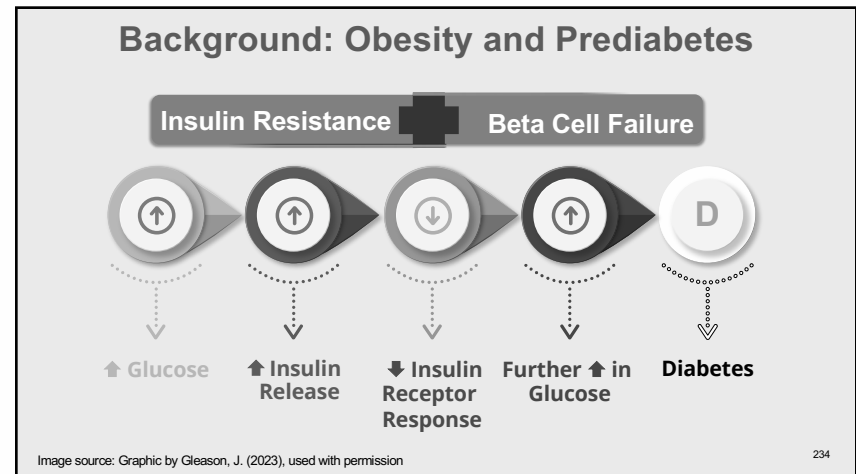 Background: Obesity and Prediabetes
Insulin Resistance
Beta Cell Failure
D
⬆ Glucose
⬆ Insulin
Release
⬇ Insulin
Receptor
Response
Further ⬆ in
Glucose
Diabetes
Image source: Graphic by Gleason, J. (2023), used with permission
234